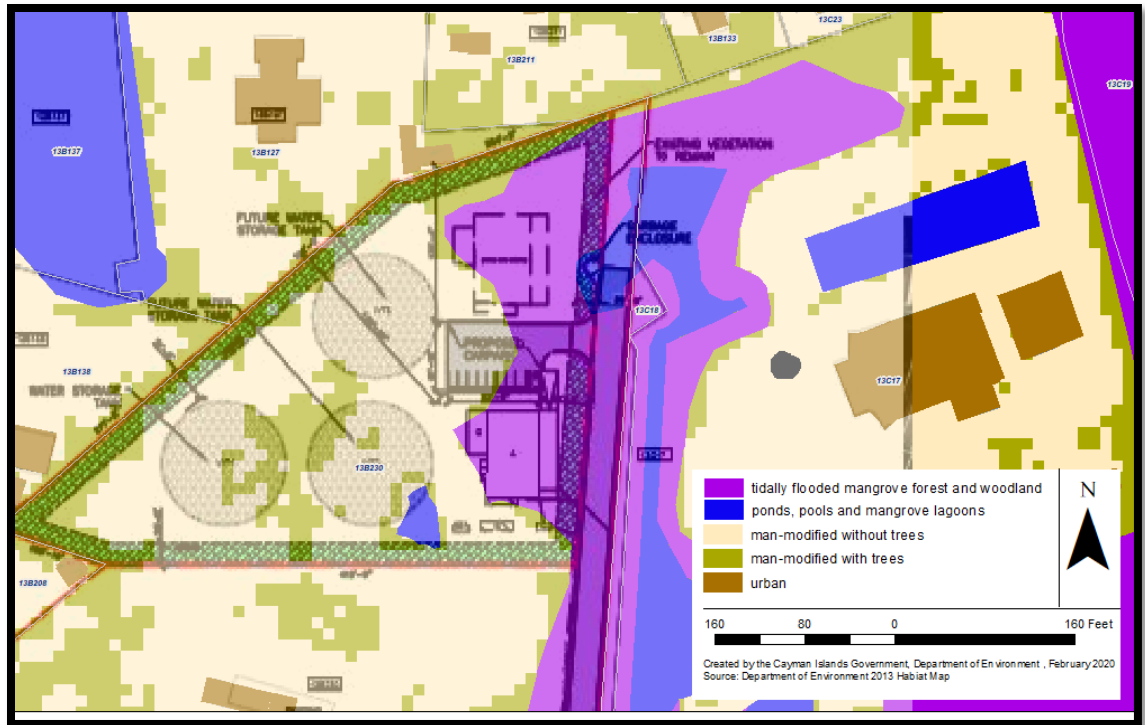 13C23
13B133
13B211
13C19
13B137
13B127
EXISTING VEGETATION
TO REMAIN
FUTURE WATER
STORAGE TANK
GARBAGE
ENCLOSURE
FUTURE WATER
STORAGE TANK
13C18
PROPOSED
CARPARK
13B138
WATER STORAGE
TANK
13C17
13B230
13B208
tidally flooded mangrove forest and woodland
ponds, pools and mangrove lagoons
man-modified without trees
man-modified with trees
urban
N
160 80 0 160 Feet
Created by the Cayman Islands Government, Department of Environment , February 2020
Source: Department of Environment 2013 Habiat Map